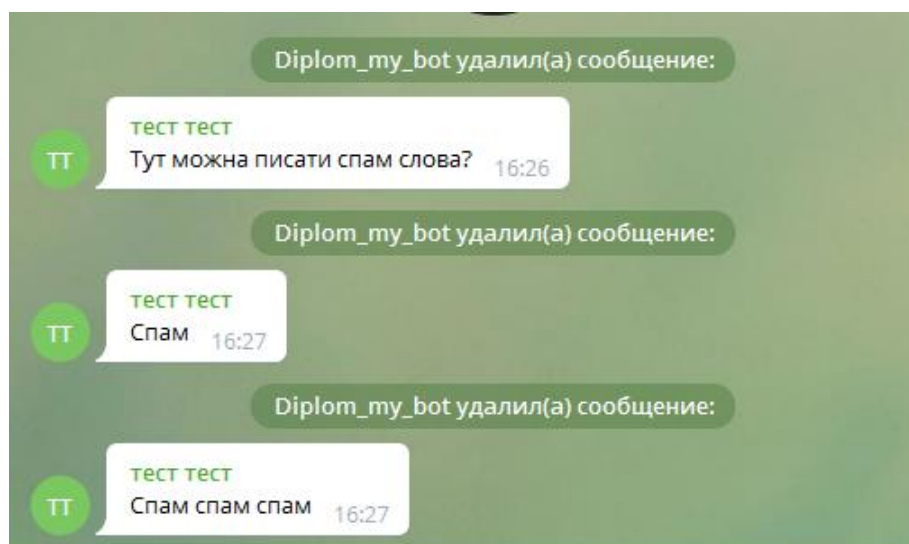 Diplom_my_bot удалил(а) сообщение:
тест тест
ТТ
Тут можна писати спам слова? 16:26
Diplom_my_bot удалил(а) сообщение:
тест тест
ТТ
Спам 16:27
Diplom_my_bot удалил(а) сообщение:
тест тест
ТТ
Спам спам спам 16:27